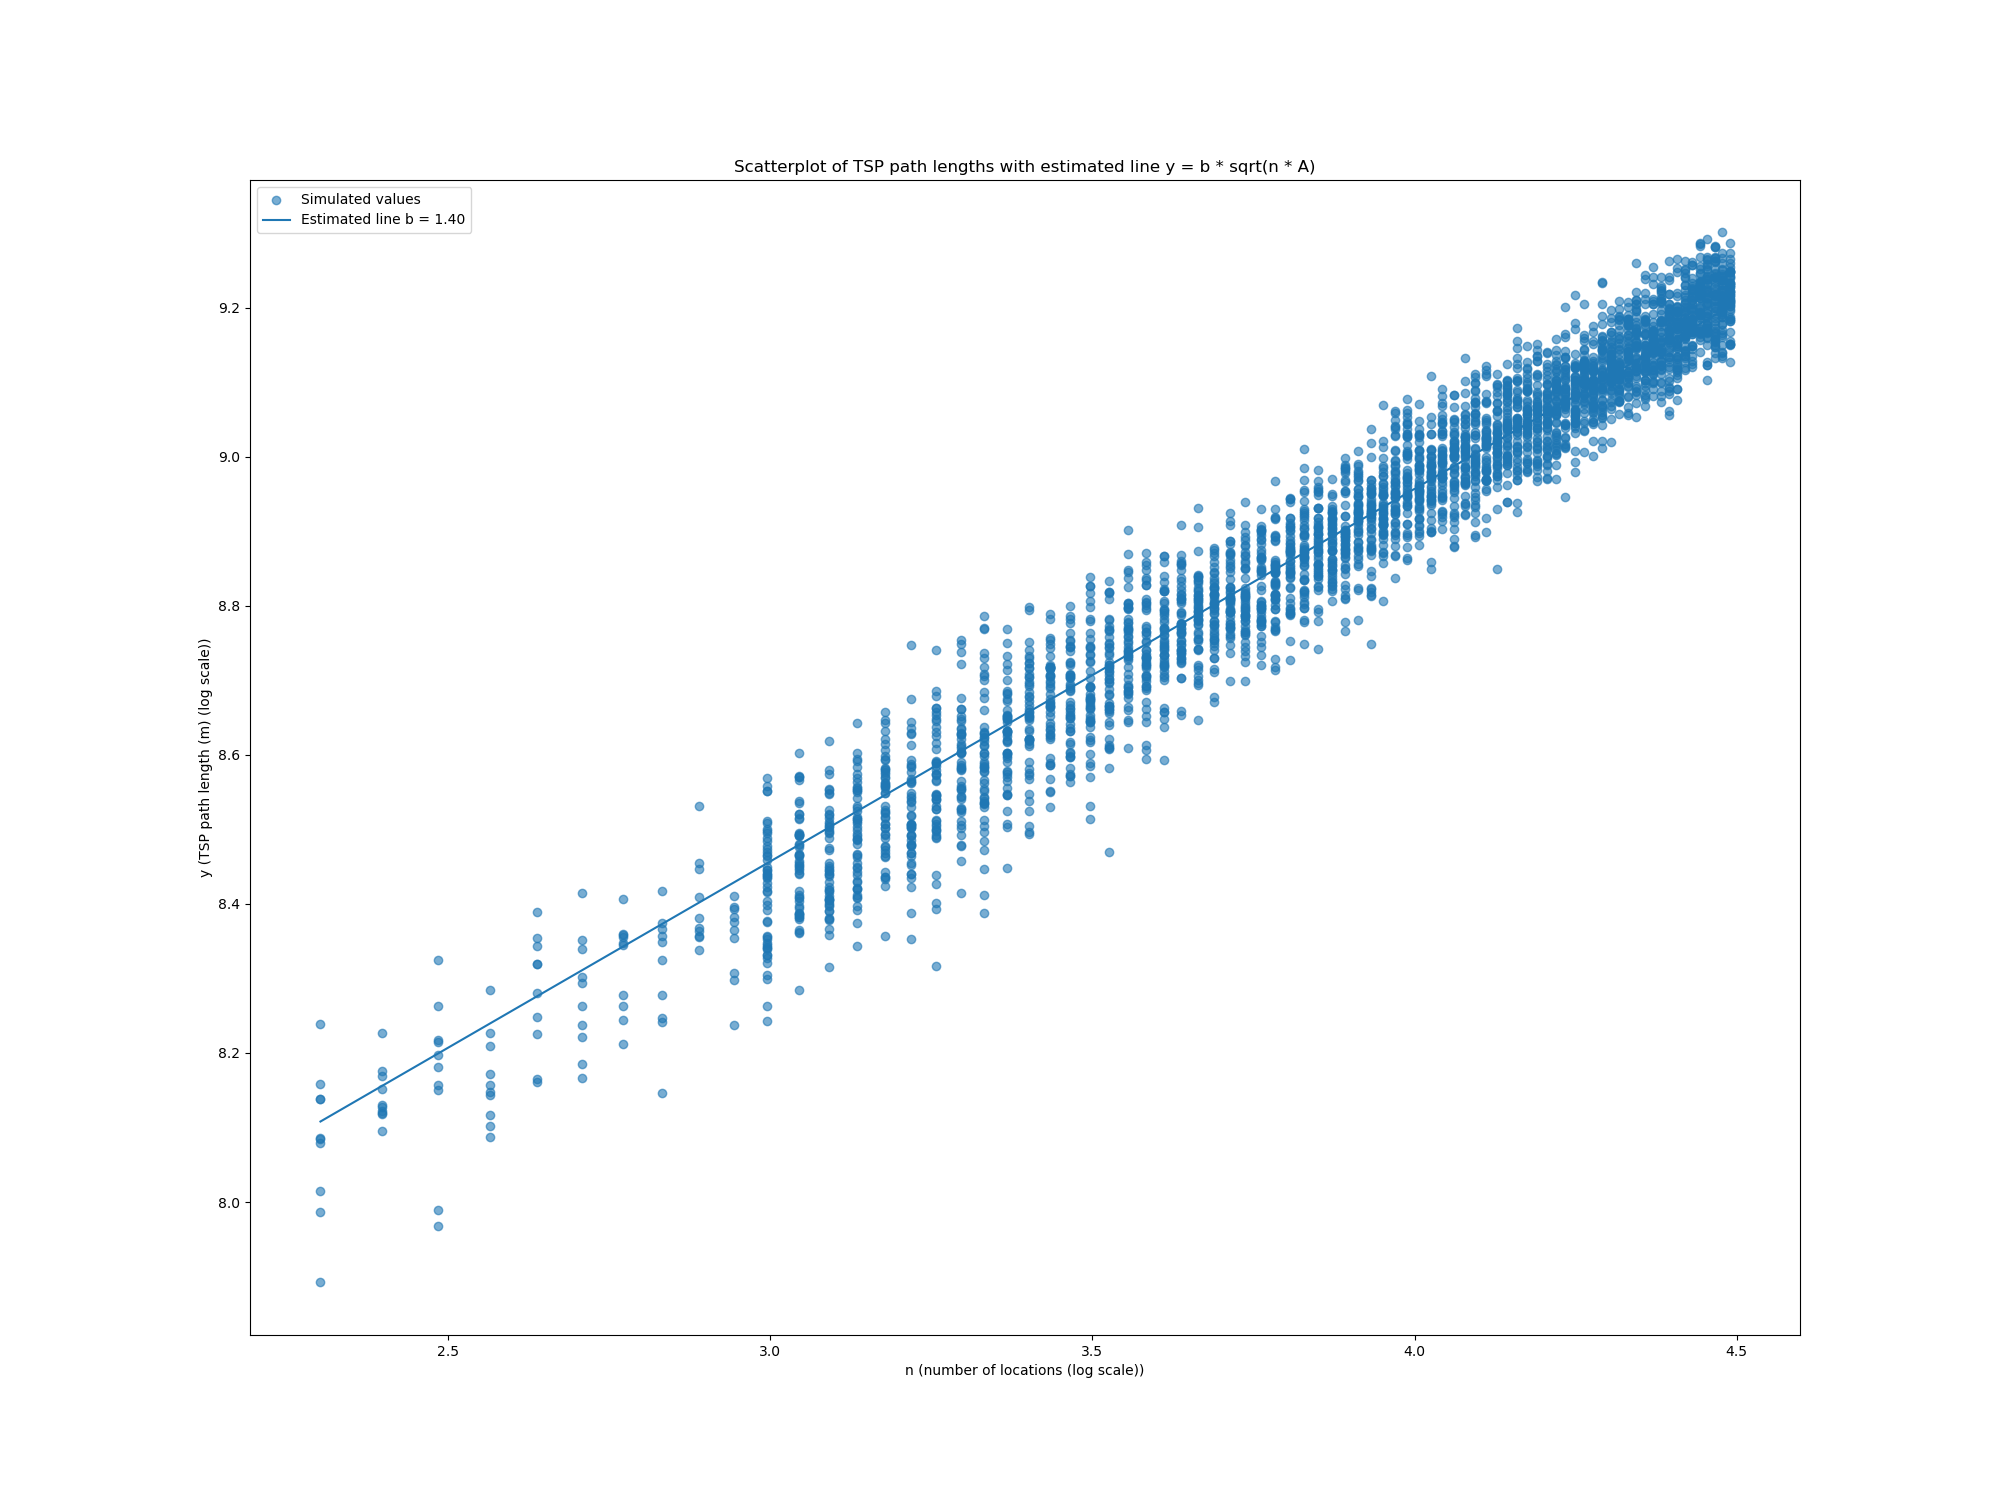 Scatterplot of TSP path lengths with estimated line y = b * sqrt(n * A)
Simulated values
Estimated line b = 1.40
9.2
9.0
8.8
8.6
8.4
8.2
8.0
y (TSP path length (m) (log scale))
2.5
3.0
3.5
4.0
4.5
n (number of locations (log scale))